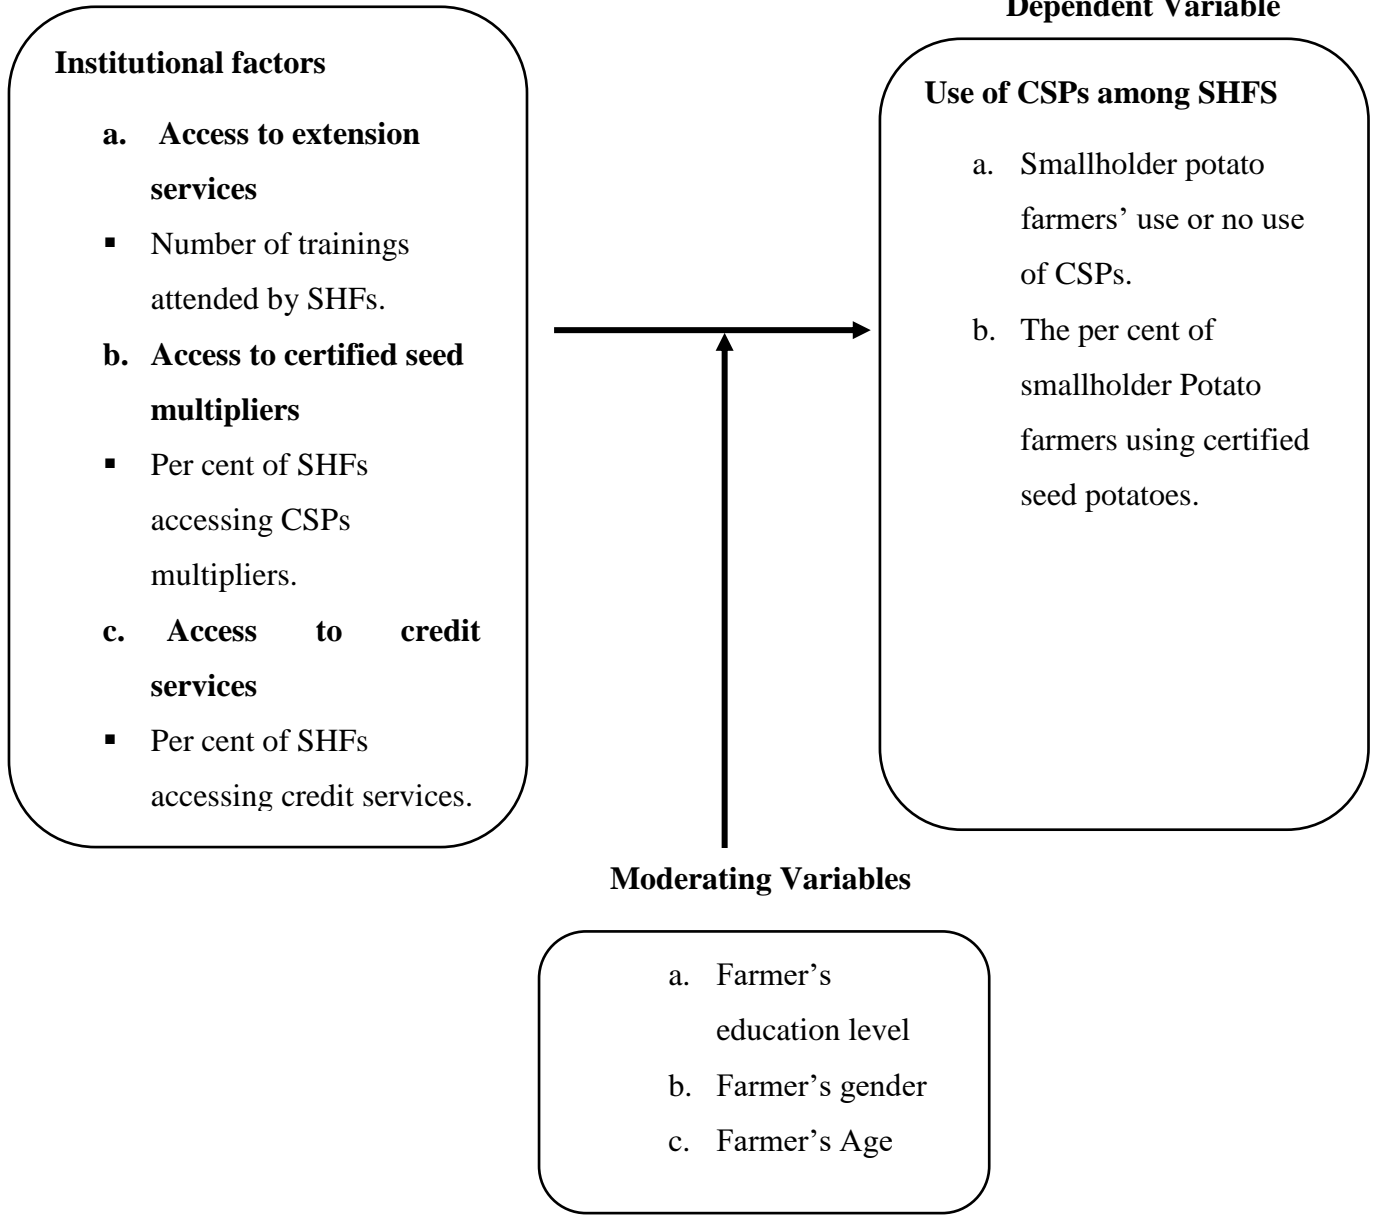 Dependent Variable
Institutional factors
a. Access to extension
services
▪ Number of trainings
attended by SHFs.
b. Access to certified seed
multipliers
▪ Per cent of SHFs
accessing CSPs
multipliers.
c. Access to credit
services
▪ Per cent of SHFs
accessing credit services.
Use of CSPs among SHFS
a. Smallholder potato
farmers’ use or no use
of CSPs.
b. The per cent of
smallholder Potato
farmers using certified
seed potatoes.
Moderating Variables
a. Farmer’s
education level
b. Farmer’s gender
c. Farmer’s Age